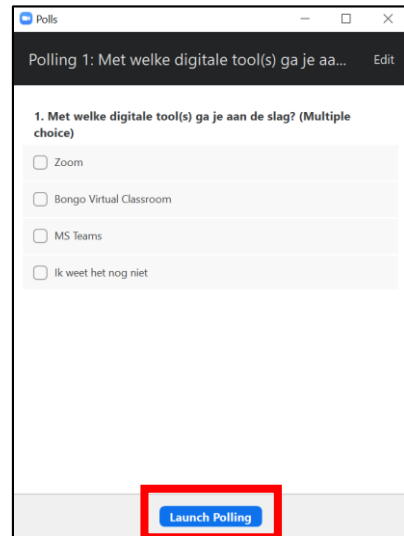 Polls
Polling 1: Met welke digitale tool(s) ga je aa...
Edit
1. Met welke digitale tool(s) ga je aan de slag? (Multiple
choice)
Zoom
Bongo Virtual Classroom
MS Teams
Ik weet het nog niet
Launch Polling